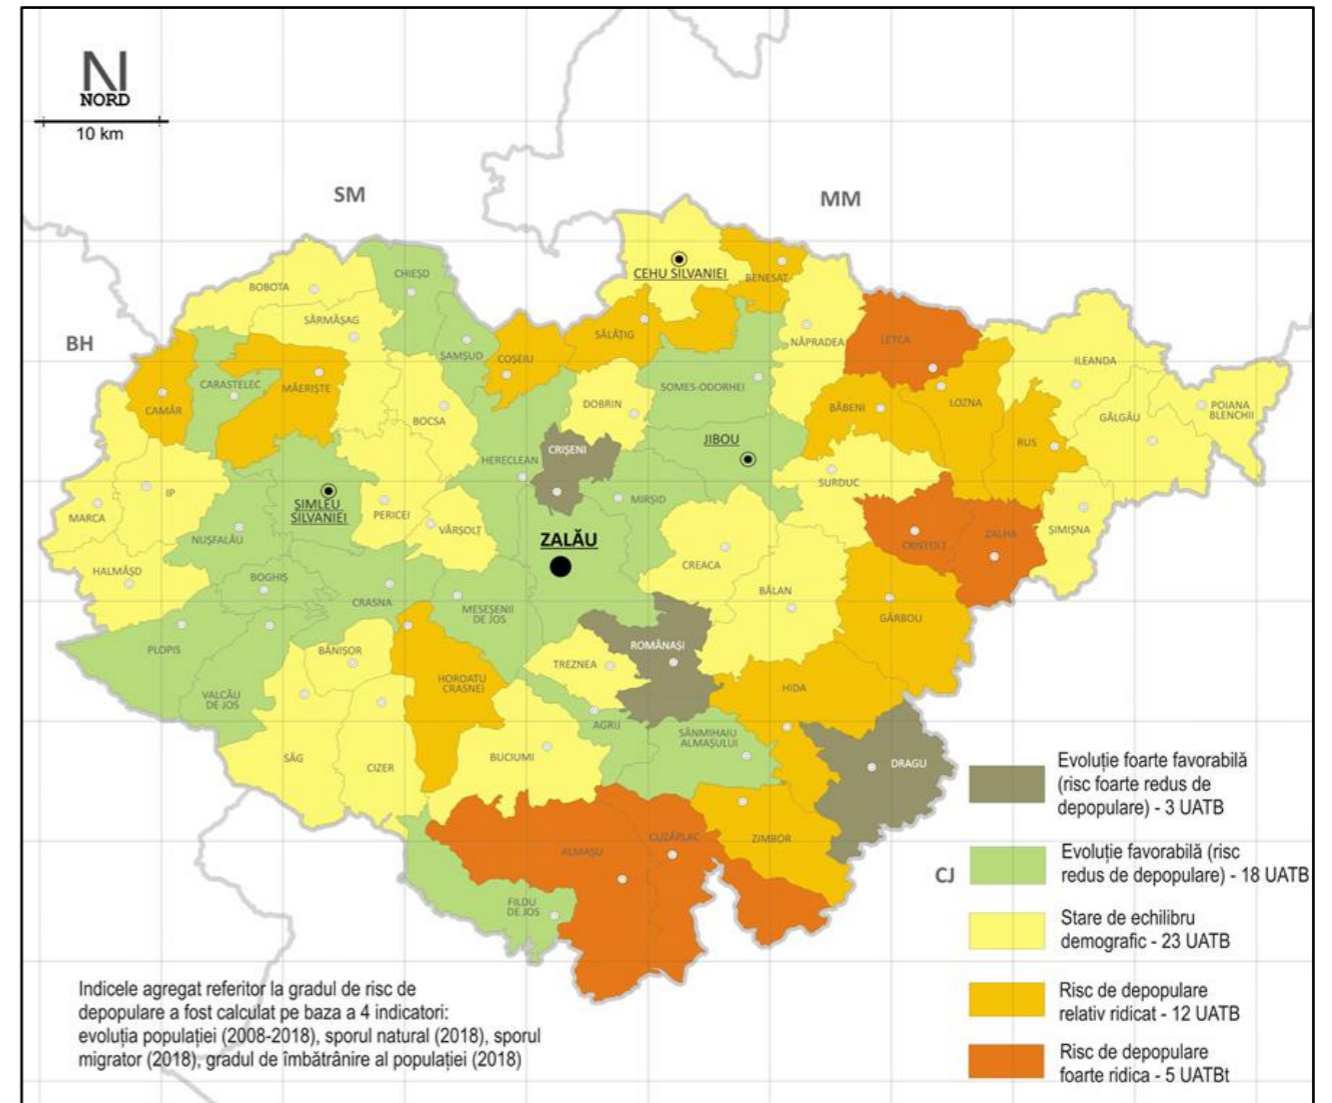 N
NORD
10 km
SM
MM
BH
CJ
CHIEȘD
BOBOTA
SĂRMĂȘAG
CEHU SILVANIEI
BENESAT
SĂLĂȚIG
NĂPRADEA
LETCA
ILEANDA
SAMȘUD
COȘEIU
CARASTELEC
MĂERIȘTE
CAMĂR
SOMES-ODORHEI
DOBRIN
BOCSA
BĂBENI
LOZNA
GĂLGĂU
POIANA
BLENCHII
RUS
JIBOU
CRIȘENI
HERECLEAN
SURDUC
IP
MARCA
SIMLEU
SILVANIEI
PERICEI
MIRȘID
VÂRȘOLȚ
NUȘFALĂU
ZALĂU
CRISTOLȚ
ZALHA
ȘIMIȘNA
HALMĂȘD
BOGHIȘ
CRASNA
CREACA
BĂLAN
MESEȘENII
DE JOS
GÂRBOU
PLOPIS
BĂNIȘOR
TREZNEA
ROMÂNAȘI
HOROATU
CRASNEI
HIDA
VALCĂU
DE JOS
AGRIJ
SÂNMIHAIU
ALMAȘULUI
SÂG
CIZER
BUCIUMI
DRAGU
CUZĂPLAC
ZIMBOR
ALMAȘU
FILDU
DE JOS
Evoluție foarte favorabilă
(risc foarte redus de
depopulare) - 3 UATB
Evoluție favorabilă (risc
redus de depopulare) - 18 UATB
Stare de echilibru
demografic - 23 UATB
Risc de depopulare
relativ ridicat - 12 UATB
Risc de depopulare
foarte ridica - 5 UATBt
Indicele agregat referitor la gradul de risc de
depopulare a fost calculat pe baza a 4 indicatori:
evoluția populației (2008-2018), sporul natural (2018), sporul
migrator (2018), gradul de îmbătrânire al populației (2018)